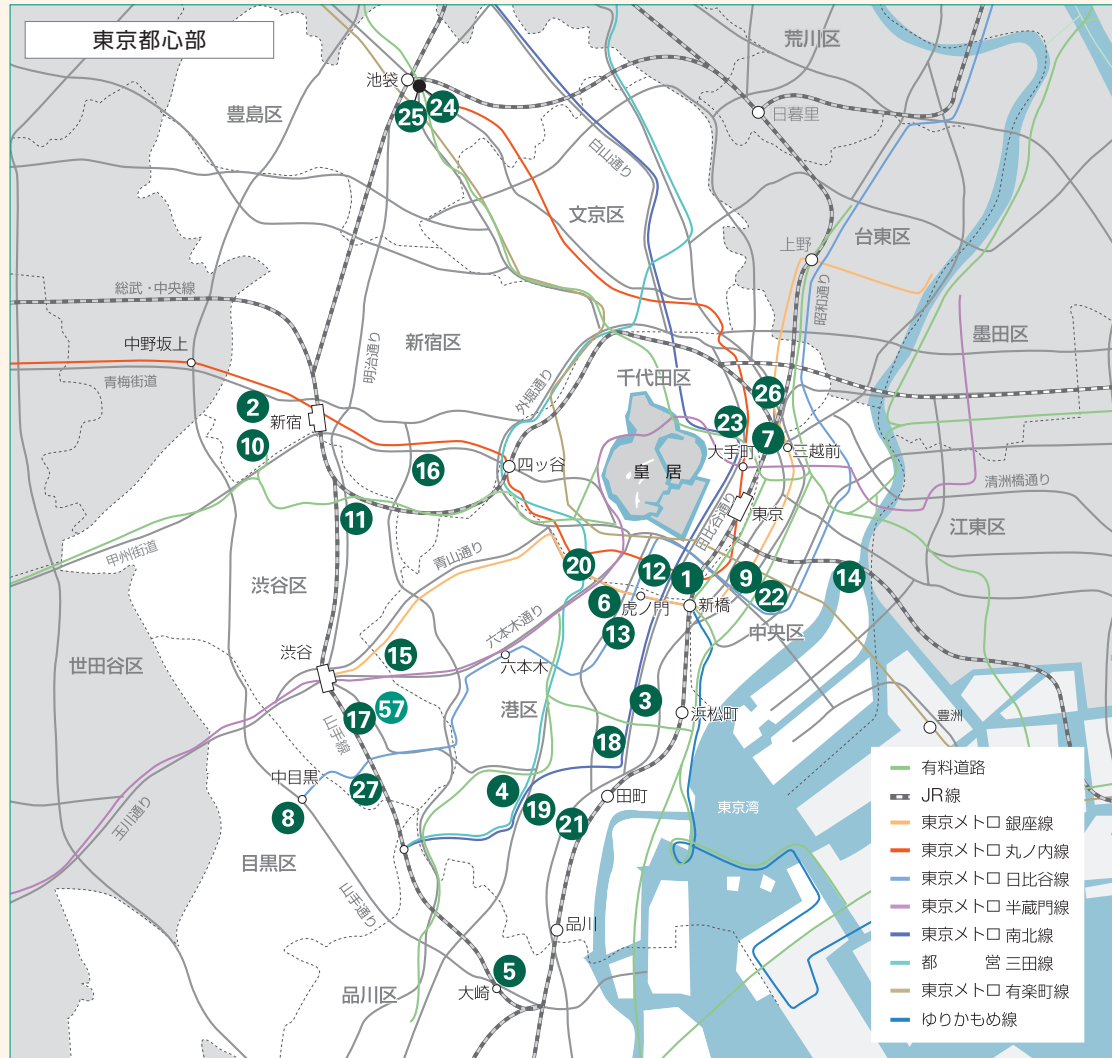 東京都心部
荒川区
池袋
豊島区
24
25
日暮里
白山通り
文京区
台東区
上野
昭和通り
総武・中央線
墨田区
中野坂上
新宿区
明治通り
青梅街道
千代田区
外堀通り
2
26
新宿
23
10
7
三越前
大手町
16
四ッ谷
皇居
清洲橋通り
11
日比谷通り
東京
江東区
甲州街道
青山通り
20
12
1
9
14
渋谷区
22
6
虎ノ門
新橋
13
中央区
六本木通り
渋谷
15
六本木
世田谷区
3
港区
17
57
浜松町
豊洲
山手線
18
中目黒
27
4
田町
東京湾
8
19
21
玉川通り
目黒区
山手通り
品川
5
大崎
品川区
有料道路
JR線
東京メトロ 銀座線
東京メトロ 丸ノ内線
東京メトロ 日比谷線
東京メトロ 半蔵門線
東京メトロ 南北線
都 営 三田線
東京メトロ 有楽町線
ゆりかもめ線